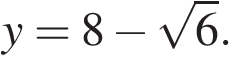 y = 8 − √6.